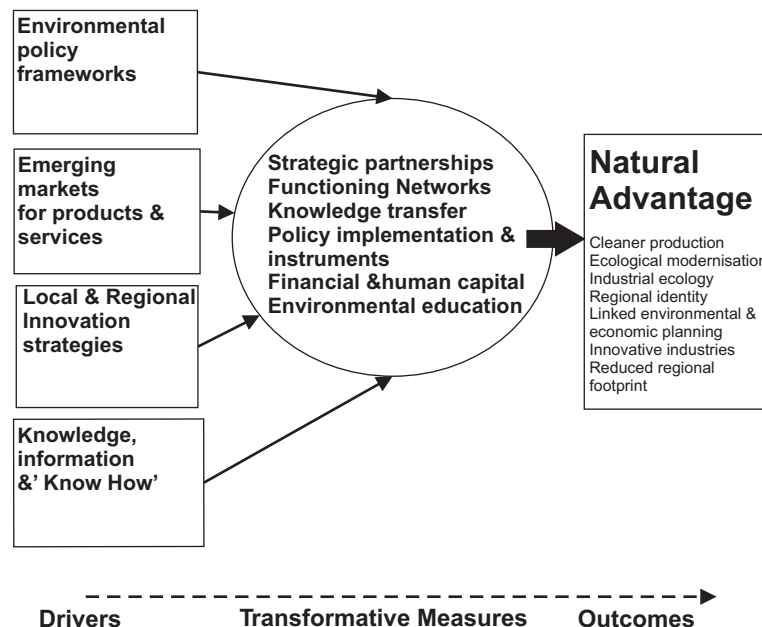 Environmental
policy
frameworks
Emerging
markets
for products &
services
Local & Regional
Innovation
strategies
Knowledge,
information
&' Know How'
Strategic partnerships
Functioning Networks
Knowledge transfer
Policy implementation &
instruments
Financial &human capital
Environmental education
Natural
Advantage
Cleaner production
Ecological modernisation
Industrial ecology
Regional identity
Linked environmental &
economic planning
Innovative industries
Reduced regional
footprint
Drivers
Transformative Measures
Outcomes